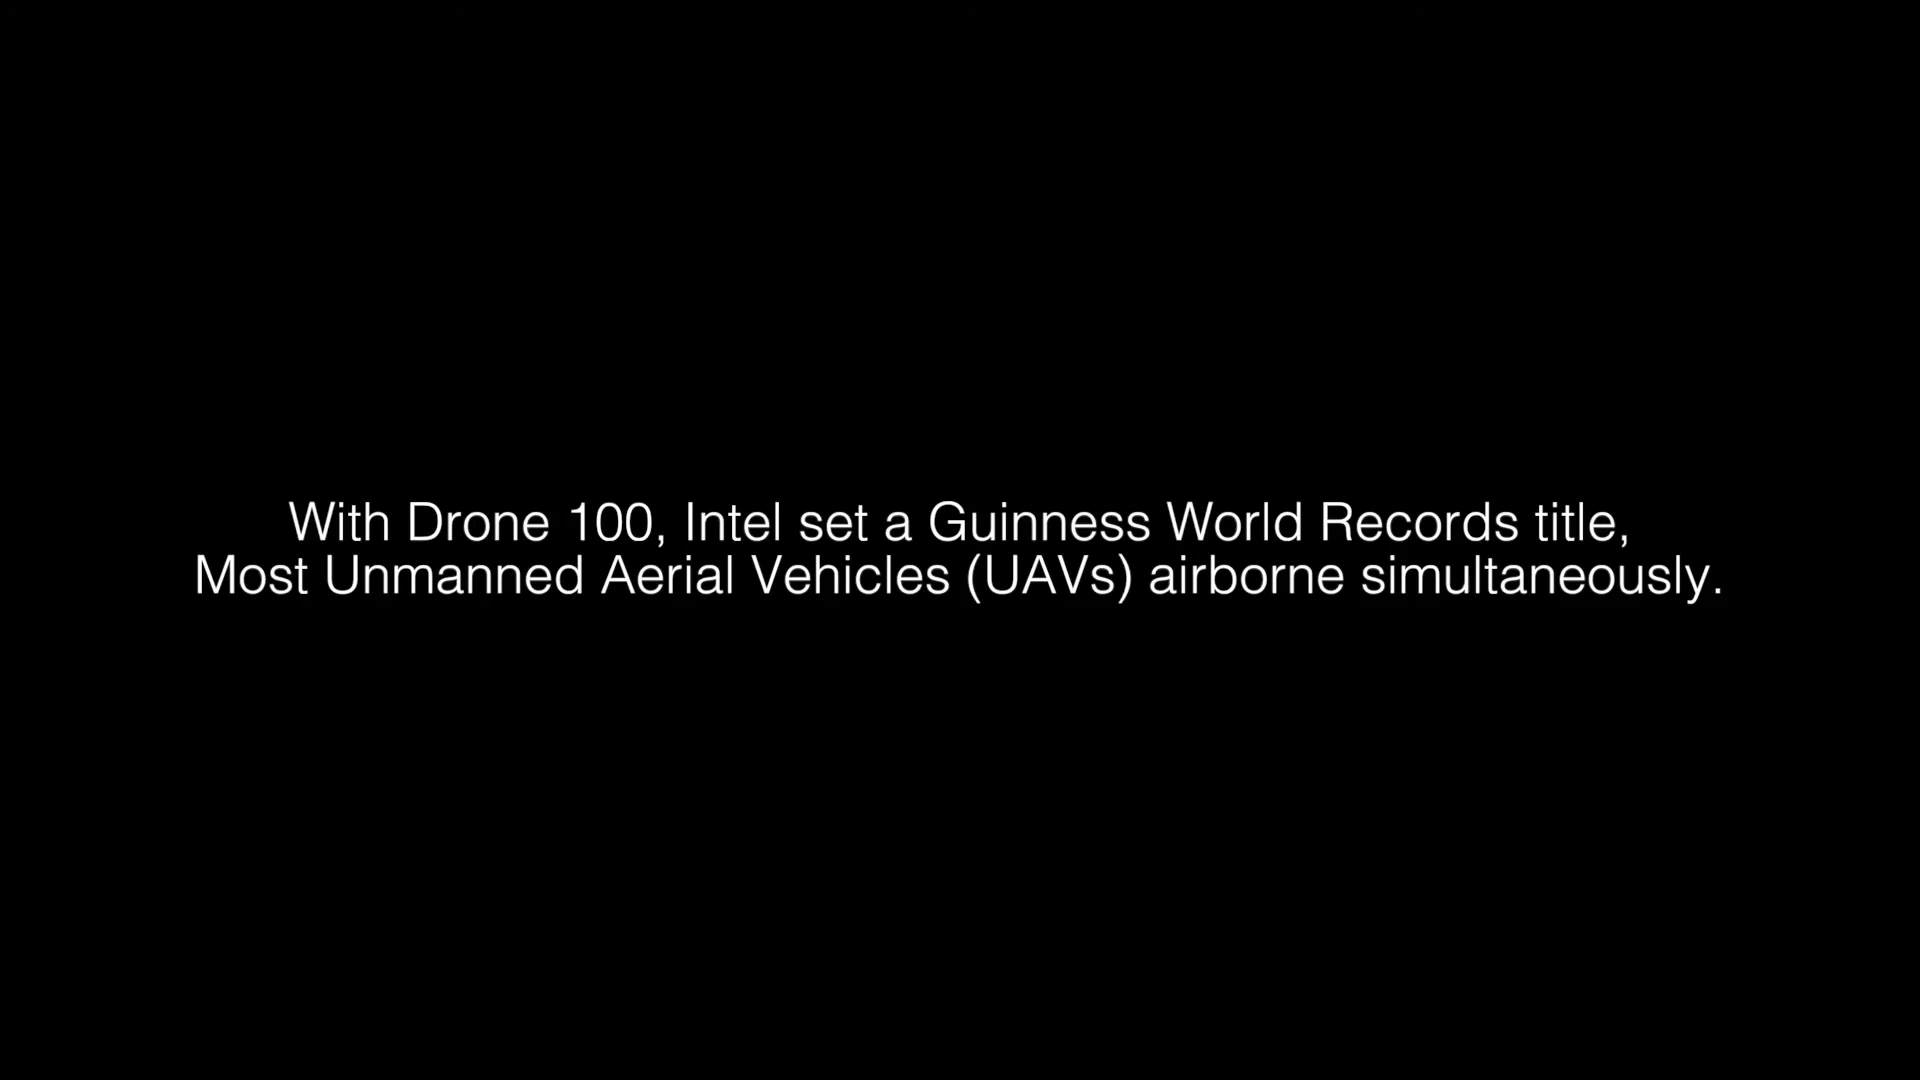 With Drone 100, Intel set a Guinness World Records title,
Most Unmanned Aerial Vehicles (UAVs) airborne simultaneously.